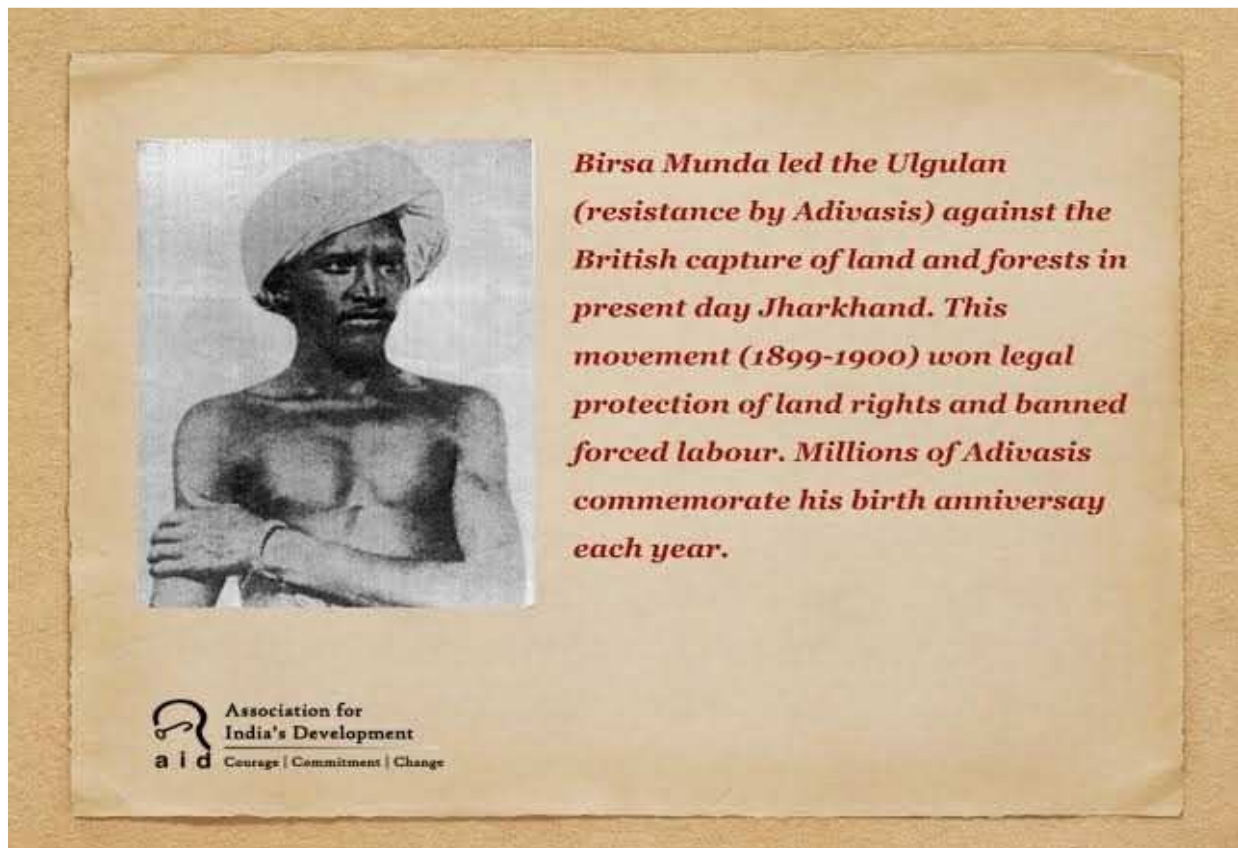 Birsa Munda led the Ulgulan
(resistance by Adivasis) against the
British capture of land and forests in
present day Jharkhand. This
movement (1899-1900) won legal
protection of land rights and banned
forced labour. Millions of Adivasis
commemorate his birth anniversay
each year.
Association for
India's Development
aid Courage | Commitment | Change